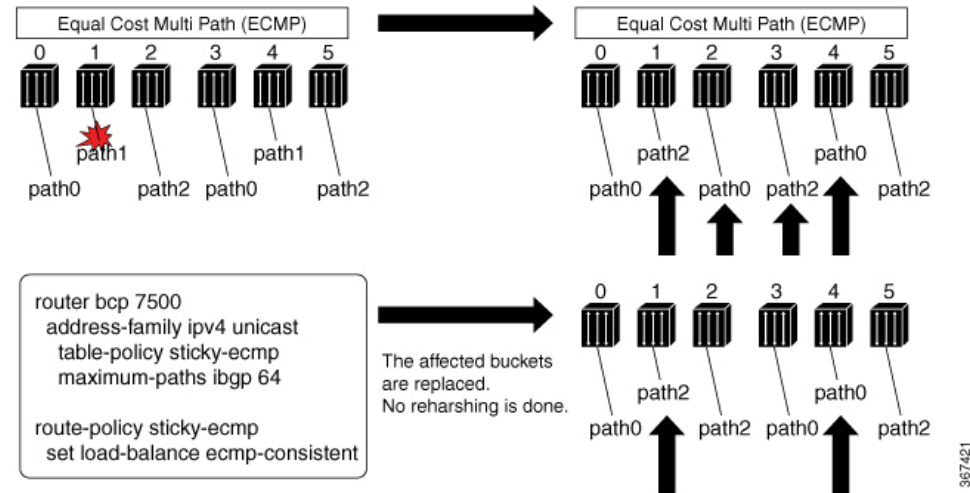 Equal Cost Multi Path (ECMP)
0 1 2 3 4 5
path1 path1
path0 path2 path0 path2
Equal Cost Multi Path (ECMP)
0 1 2 3 4 5
path2 path0
path0 path0 path2 path2
router bcp 7500
address-family ipv4 unicast
table-policy sticky-ecmp
maximum-paths ibgp 64
route-policy sticky-ecmp
set load-balance ecmp-consistent
The affected buckets
are replaced.
No reharshing is done.
0 1 2 3 4 5
path2 path0
path0 path2 path0 path2
367421